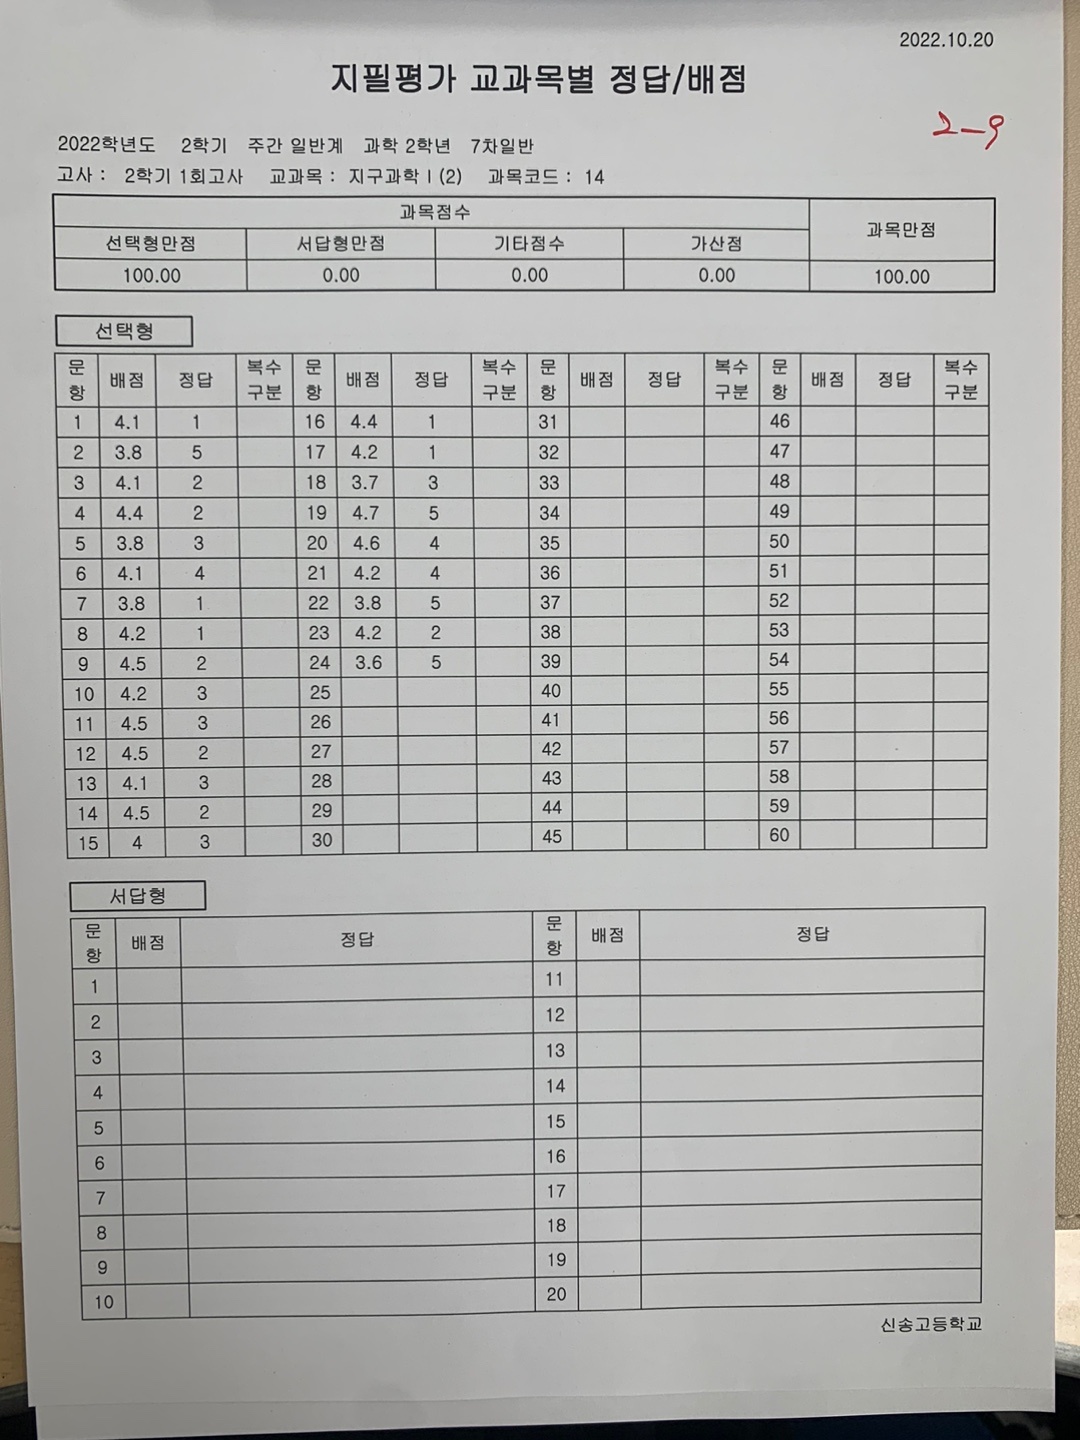 2022.10.20
지필평가 교과목별 정답/배점
2-9
2022학년도 2학기 주간 일반계 과학 2학년 7차일반
고사 : 2학기 1회고사 교과목 : 지구과학Ⅰ(2) 과목코드 : 14
과목점수 과목만점
선택형만점 서답형만점 기타점수 가산점
100.00 0.00 0.00 0.00 100.00
선택형
문항 배점 정답 복수구분 문항 배점 정답 복수구분 문항 배점 정답 복수구분 문항 배점 정답 복수구분
1 4.1 1 16 4.4 1 31 46
2 3.8 5 17 4.2 1 32 47
3 4.1 2 18 3.7 3 33 48
4 4.4 2 19 4.7 5 34 49
5 3.8 3 20 4.6 4 35 50
6 4.1 4 21 4.2 4 36 51
7 3.8 1 22 3.8 5 37 52
8 4.2 1 23 4.2 2 38 53
9 4.5 2 24 3.6 5 39 54
10 4.2 3 25 40 55
11 4.5 3 26 41 56
12 4.5 2 27 42 57
13 4.1 3 28 43 58
14 4.5 2 29 44 59
15 4 3 30 45 60
서답형
문항 배점 정답 문항 배점 정답
1 11
2 12
3 13
4 14
5 15
6 16
7 17
8 18
9 19
10 20
신송고등학교